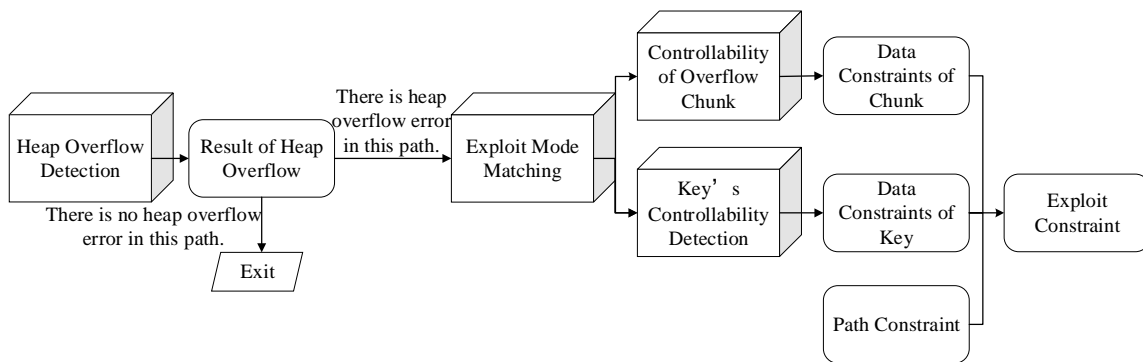 Heap Overflow
Detection
There is no heap overflow
error in this path.
Result of Heap
Overflow
Exit
There is heap
overflow error
in this path.
Exploit Mode
Matching
Controllability
of Overflow
Chunk
Data
Constraints of
Chunk
Key’s
Controllability
Detection
Data
Constraints of
Key
Path Constraint
Exploit
Constraint